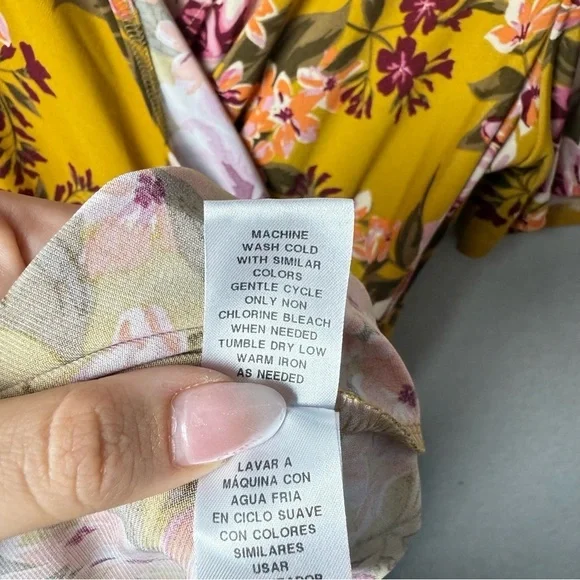 MACHINE
WASH COLD
WITH SIMILAR
COLORS
GENTLE CYCLE
ONLY NON
CHLORINE BLEACH
WHEN NEEDED
TUMBLE DRY LOW
WARM IRON
AS NEEDED
LAVAR A
MÁQUINA CON
AGUA FRIA
EN CICLO SUAVE
CON COLORES
SIMILARES
USAR